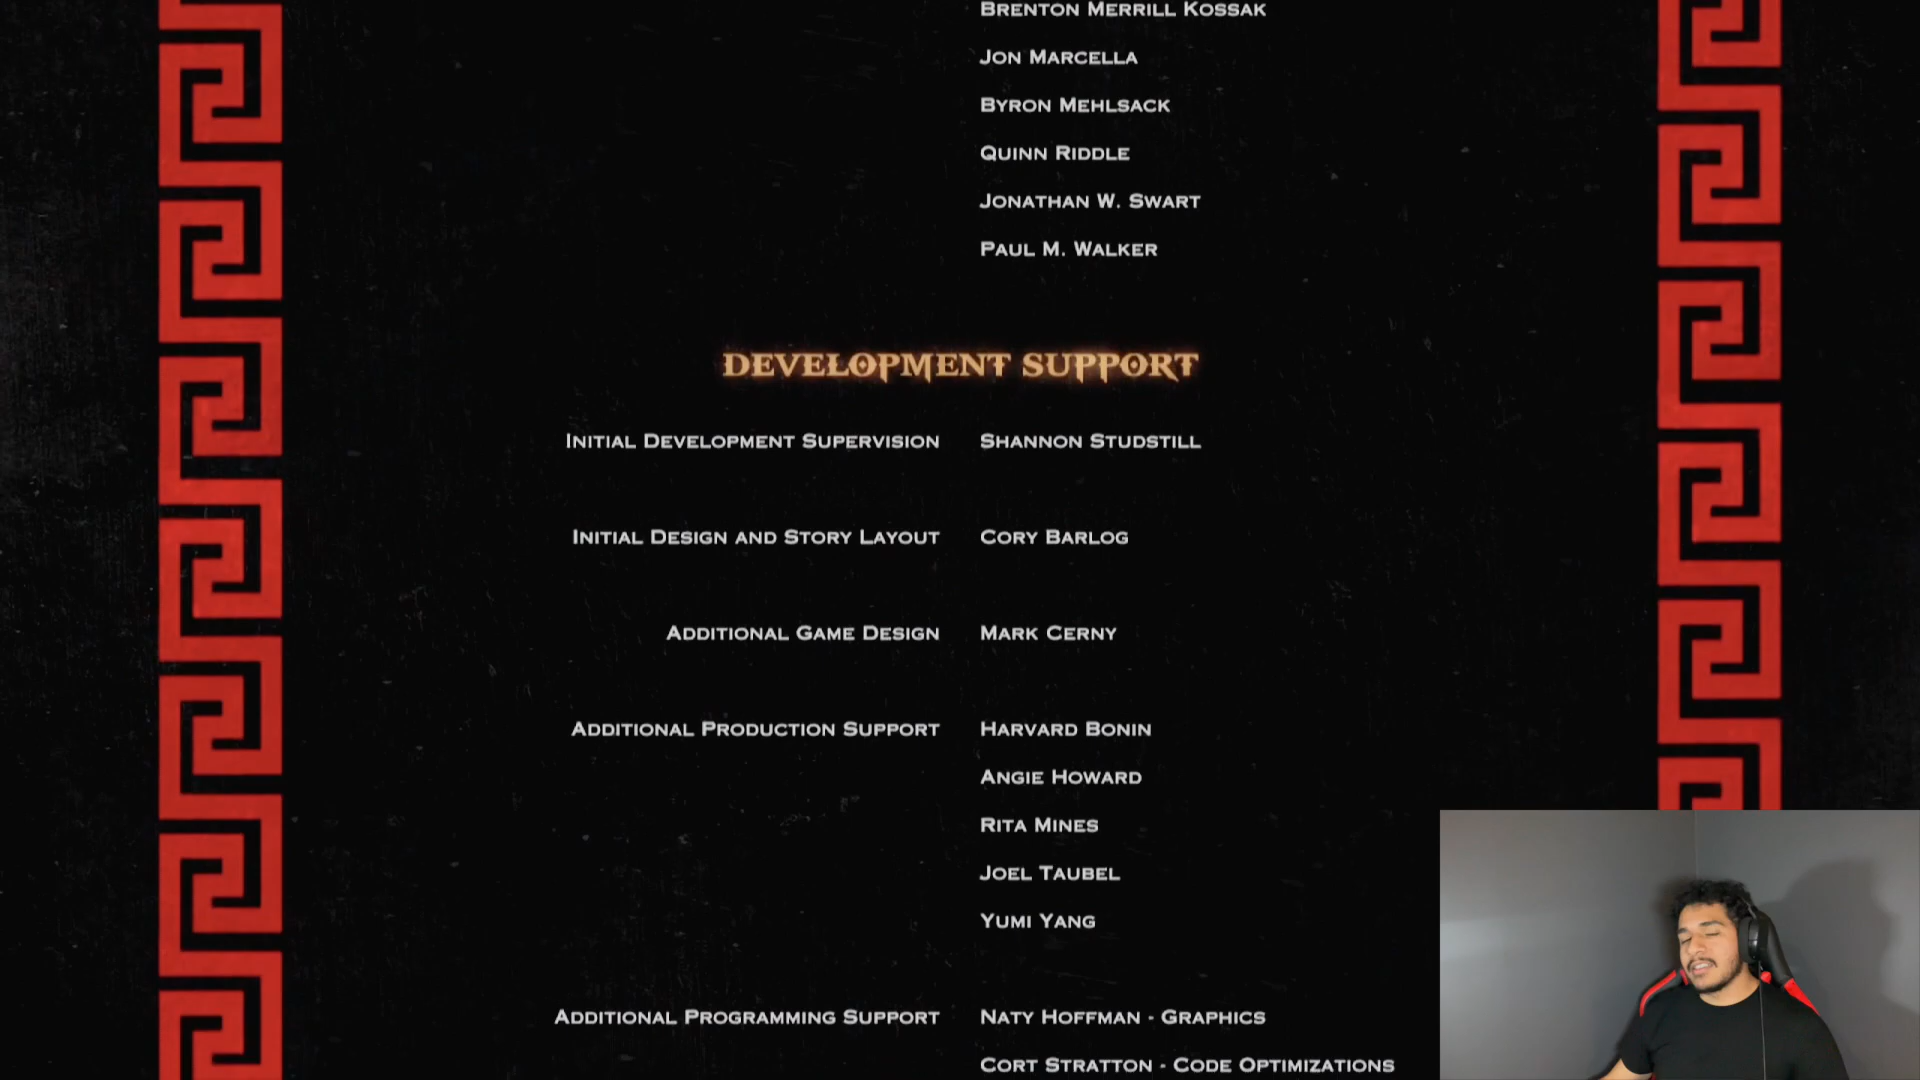 Brenton Merrill Kossak
Jon Marcella
Byron Mehlsack
Quinn Riddle
Jonathan W. Swart
Paul M. Walker
DEVELOPMENT SUPPORT
Initial Development Supervision Shannon Studstill
Initial Design and Story Layout Cory Barlog
Additional Game Design Mark Cerny
Additional Production Support Harvard Bonin
Angie Howard
Rita Mines
Joel Taubel
Yumi Yang
Additional Programming Support Naty Hoffman - Graphics
Cort Stratton - Code Optimizations